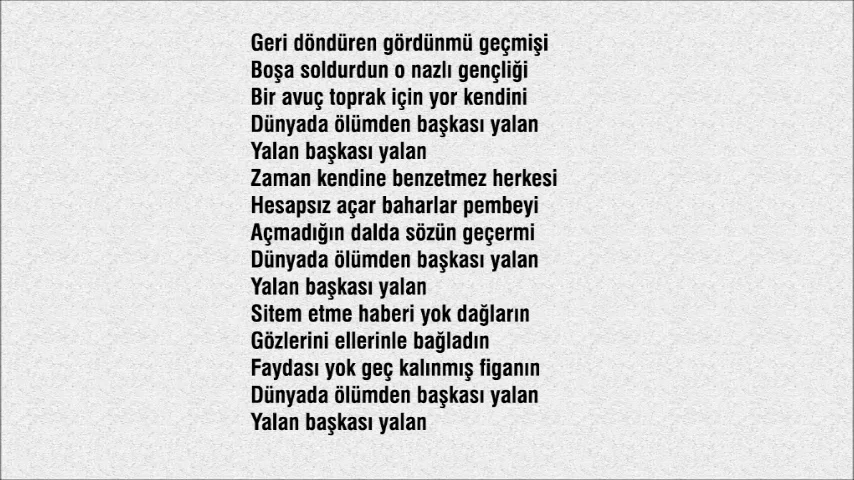 Geri döndüren gördünmü geçmişi
Boşa soldurdun o nazlı gençliği
Bir avuç toprak için yor kendini
Dünyada ölümden başkası yalan
Yalan başkası yalan
Zaman kendine benzetmez herkesi
Hesapsız açar baharlar pembeyi
Açmadığın dalda sözün geçermi
Dünyada ölümden başkası yalan
Yalan başkası yalan
Sitem etme haberi yok dağların
Gözlerini ellerinle bağladın
Faydası yok geç kalınmış figanın
Dünyada ölümden başkası yalan
Yalan başkası yalan